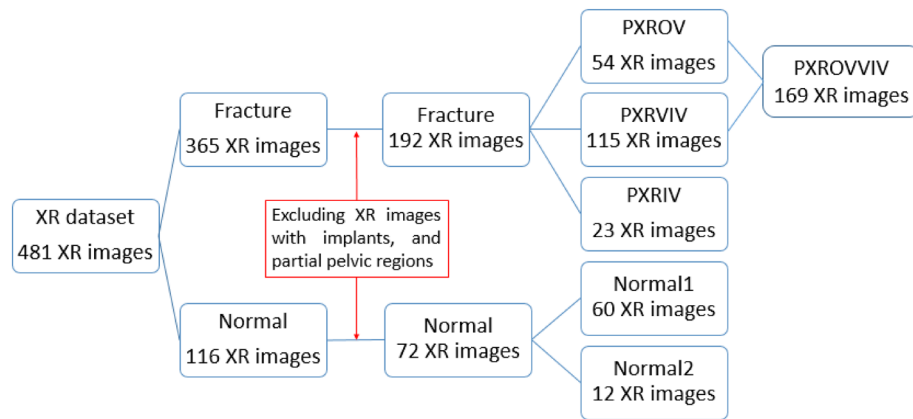 XR dataset
481 XR images
Fracture
365 XR images
Normal
116 XR images
Excluding XR images
with implants, and
partial pelvic regions
Fracture
192 XR images
Normal
72 XR images
PXROV
54 XR images
PXRVIV
115 XR images
PXRIV
23 XR images
Normal1
60 XR images
Normal2
12 XR images
PXROVVIV
169 XR images